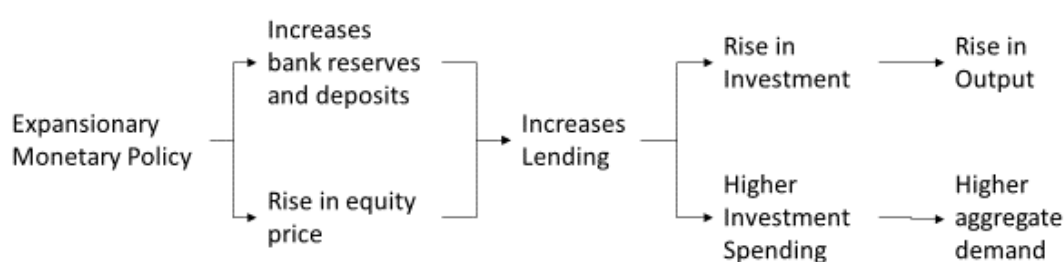 Expansionary
Monetary Policy
Increases
bank reserves
and deposits
Rise in equity
price
Increases
Lending
Rise in
Investment
Rise in
Output
Higher
Investment
Spending
Higher
aggregate
demand